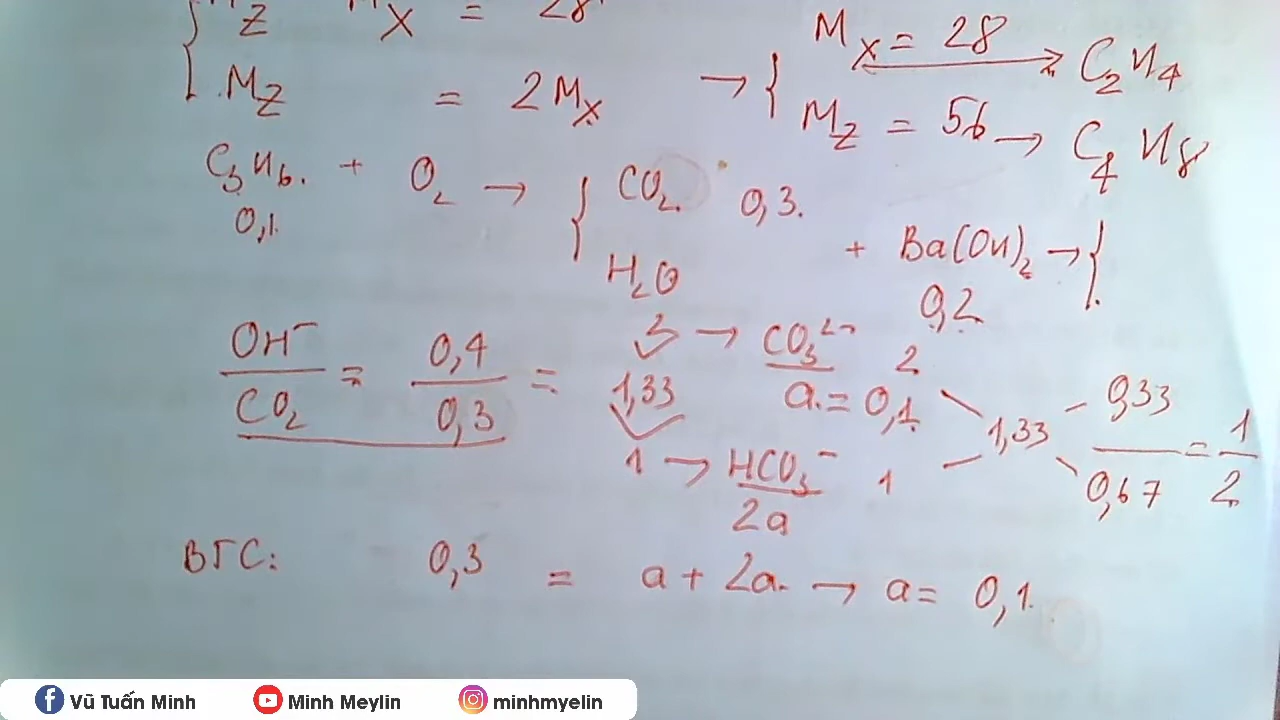 M_Z M_X = 28
M_Z = 2M_X → { M_X = 28 → C₂H₄
M_Z = 56 → C₄H₈
C₃H₆. + O₂ → { CO₂. 0,3.
0,1.
H₂O + Ba(OH)₂ → {
0,2.
OH⁻ / CO₂ = 0,4 / 0,3 = 1,33
2 → CO₃²⁻ 2
a. = 0,1.
1,33 0,33 / 0,67 = 1 / 2
1 → HCO₃⁻ 1
2a
BTC: 0,3 = a + 2a. → a = 0,1.
Vũ Tuấn Minh Minh Meylin minhmyelin